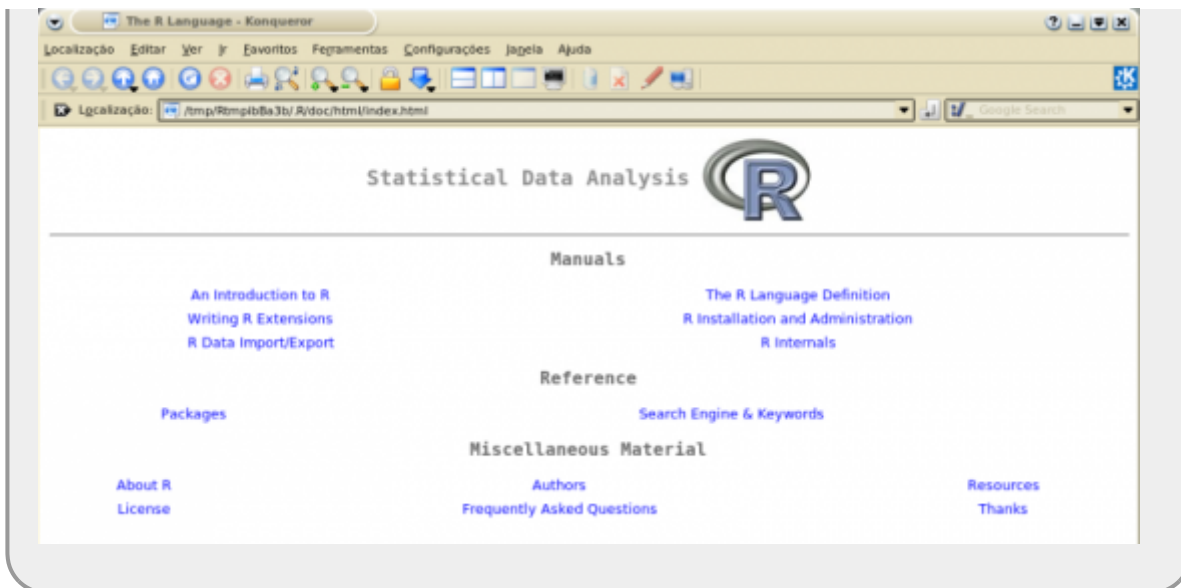 The R Language - Konqueror
Localização Editar Ver Ir Favoritos Ferramentas Configurações Janela Ajuda
Localização: /tmp/RtmpibBa3b/.R/doc/html/index.html Google Search
Statistical Data Analysis R
Manuals
An Introduction to R The R Language Definition
Writing R Extensions R Installation and Administration
R Data Import/Export R Internals
Reference
Packages Search Engine & Keywords
Miscellaneous Material
About R Authors Resources
License Frequently Asked Questions Thanks